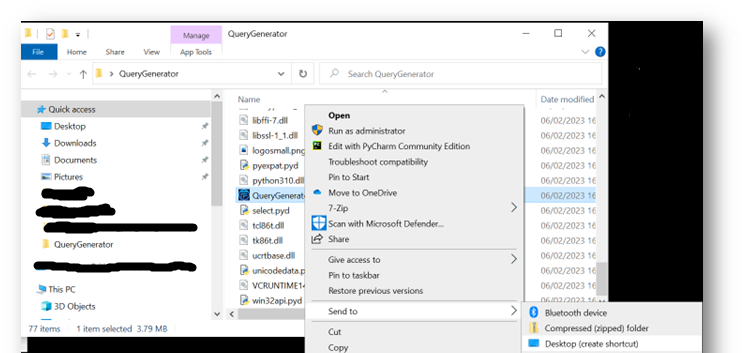 Manage
QueryGenerator
File
Home
Share
View
App Tools
QueryGenerator
Search QueryGenerator
Quick access
Desktop
Downloads
Documents
Pictures
QueryGenerator
This PC
3D Objects
Name
Date modified
libffi-7.dll
libssl-1_1.dll
logosmall.png
pyexpat.pyd
python310.dll
QueryGenerato
select.pyd
tcl86t.dll
tk86t.dll
ucrtbase.dll
unicodedata.p
VCRUNTIME14
win32api.pyd
06/02/2023 16
06/02/2023 16
06/02/2023 16
06/02/2023 16
06/02/2023 16
06/02/2023 16
06/02/2023 16
06/02/2023 16
06/02/2023 16
06/02/2023 16
06/02/2023 16
06/02/2023 16
Open
Run as administrator
Edit with PyCharm Community Edition
Troubleshoot compatibility
Pin to Start
Move to OneDrive
7-Zip
Scan with Microsoft Defender...
Share
Give access to
Pin to taskbar
Restore previous versions
Send to
Cut
Copy
Bluetooth device
Compressed (zipped) folder
Desktop (create shortcut)
77 items
1 item selected 3.79 MB